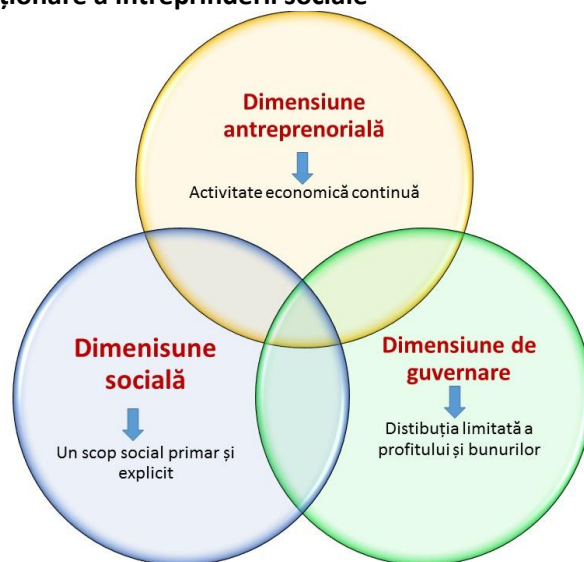 a întreprinderii sociale
Dimensiune
antreprenorială
Activitate economică continuă
Dimenisune
socială
Un scop social primar și
explicit
Dimensiune de
guvernare
Distibuția limitată a
profitului și bunurilor